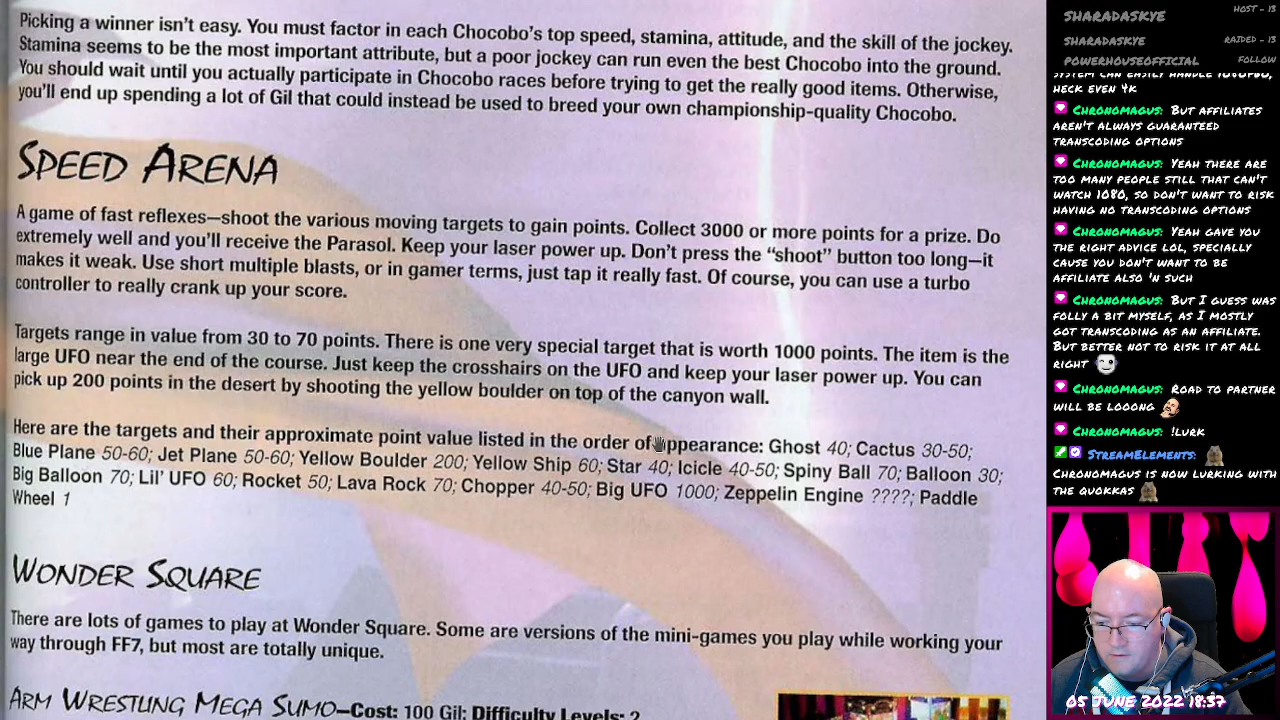 Picking a winner isn't easy. You must factor in each Chocobo's top speed, stamina, attitude, and the skill of the jockey.
Stamina seems to be the most important attribute, but a poor jockey can run even the best Chocobo into the ground.
You should wait until you actually participate in Chocobo races before trying to get the really good items. Otherwise,
you'll end up spending a lot of Gil that could instead be used to breed your own championship-quality Chocobo.
SPEED ARENA
A game of fast reflexes—shoot the various moving targets to gain points. Collect 3000 or more points for a prize. Do
extremely well and you'll receive the Parasol. Keep your laser power up. Don't press the "shoot" button too long—it
makes it weak. Use short multiple blasts, or in gamer terms, just tap it really fast. Of course, you can use a turbo
controller to really crank up your score.
Targets range in value from 30 to 70 points. There is one very special target that is worth 1000 points. The item is the
large UFO near the end of the course. Just keep the crosshairs on the UFO and keep your laser power up. You can
pick up 200 points in the desert by shooting the yellow boulder on top of the canyon wall.
Here are the targets and their approximate point value listed in the order of appearance: Ghost 40; Cactus 30-50;
Blue Plane 50-60; Jet Plane 50-60; Yellow Boulder 200; Yellow Ship 60; Star 40; Icicle 40-50; Spiny Ball 70; Balloon 30;
Big Balloon 70; Lil' UFO 60; Rocket 50; Lava Rock 70; Chopper 40-50; Big UFO 1000; Zeppelin Engine ????; Paddle
Wheel 1
WONDER SQUARE
There are lots of games to play at Wonder Square. Some are versions of the mini-games you play while working your
way through FF7, but most are totally unique.
ARM WRESTLING MEGA SUMO—Cost: 100 Gil; Difficulty Levels: 2
SHARADASKYE HOST - 13
SHARADASKYE RAIDED - 13
POWERHOUSEOFFICIAL FOLLOW
SYSTEM CAN EASILY HANDLE 1080P60,
HECK EVEN 4K
CHRONOMAGUS: BUT AFFILIATES
AREN'T ALWAYS GUARANTEED
TRANSCODING OPTIONS
CHRONOMAGUS: YEAH THERE ARE
TOO MANY PEOPLE STILL THAT CAN'T
WATCH 1080, SO DON'T WANT TO RISK
HAVING NO TRANSCODING OPTIONS
CHRONOMAGUS: YEAH GAVE YOU
THE RIGHT ADVICE LOL, SPECIALLY
CAUSE YOU DON'T WANT TO BE
AFFILIATE ALSO 'N SUCH
CHRONOMAGUS: BUT I GUESS WAS
FOLLY A BIT MYSELF, AS I MOSTLY
GOT TRANSCODING AS AN AFFILIATE.
BUT BETTER NOT TO RISK IT AT ALL
RIGHT
CHRONOMAGUS: ROAD TO PARTNER
WILL BE LOOONG
CHRONOMAGUS: !LURK
STREAMELEMENTS:
CHRONOMAGUS IS NOW LURKING WITH
THE QUOKKAS
05 JUNE 2022 18:37